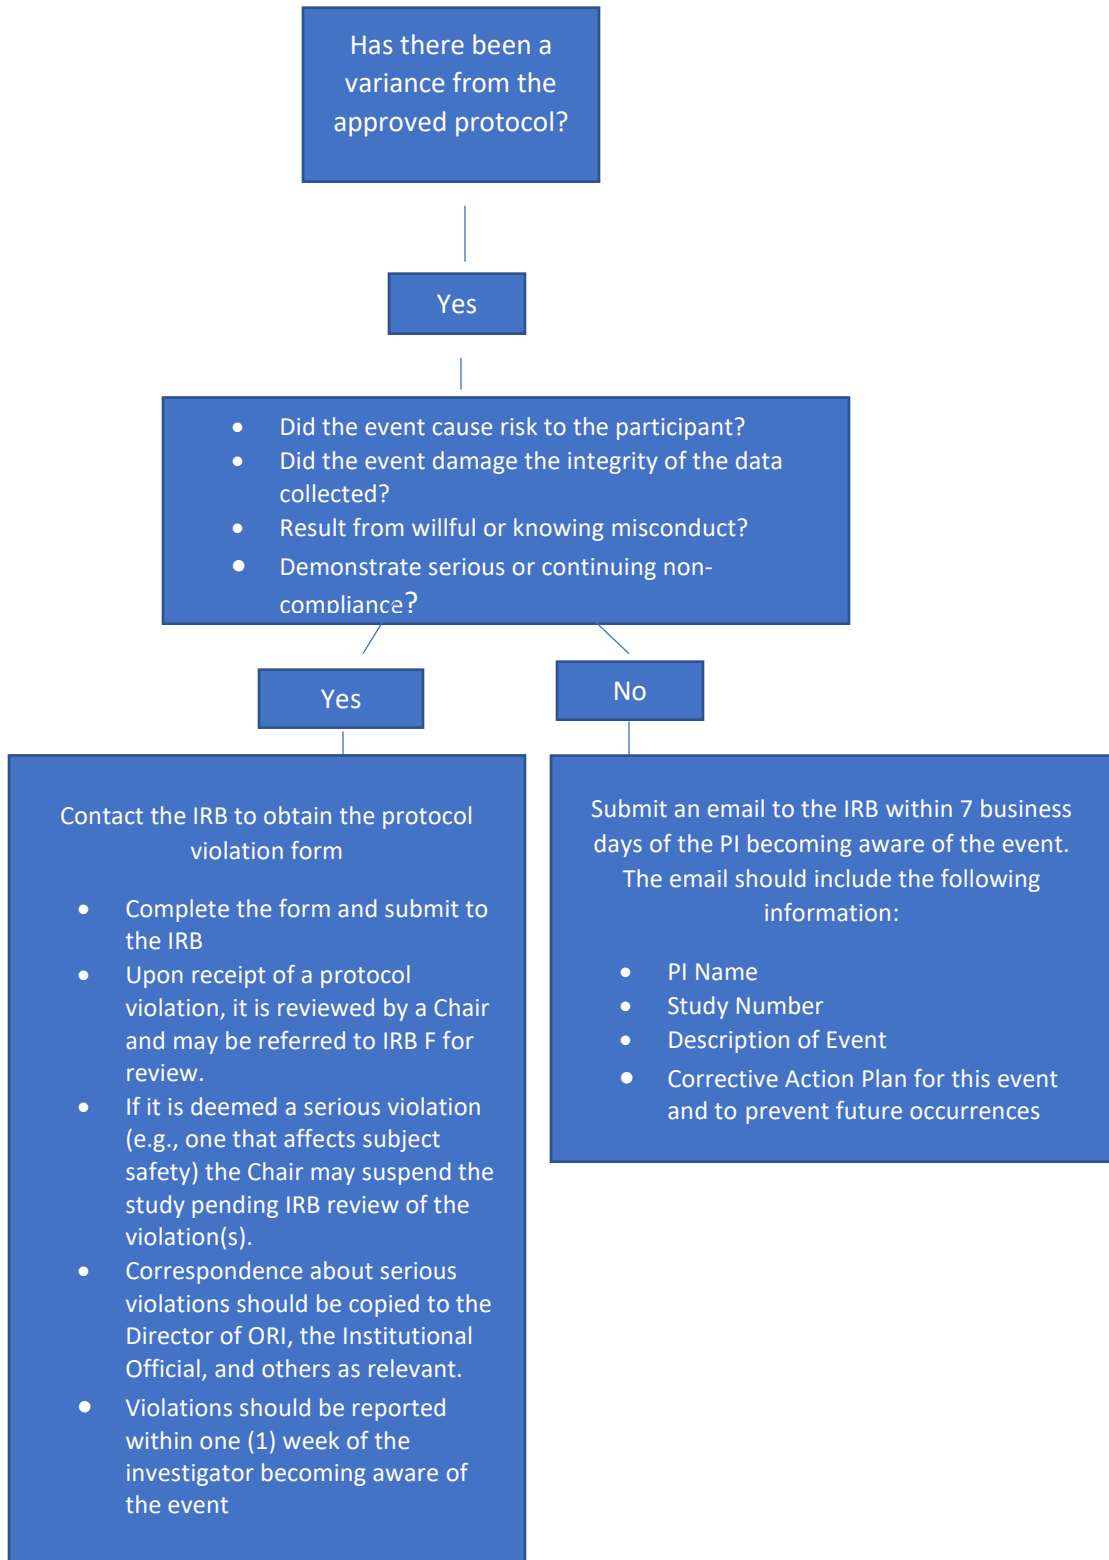 Has there been a
variance from the
approved protocol?
Yes
• Did the event cause risk to the participant?
• Did the event damage the integrity of the data
collected?
• Result from willful or knowing misconduct?
• Demonstrate serious or continuing non-
compliance?
Yes
No
Contact the IRB to obtain the protocol
violation form
• Complete the form and submit to
the IRB
• Upon receipt of a protocol
violation, it is reviewed by a Chair
and may be referred to IRB F for
review.
• If it is deemed a serious violation
(e.g., one that affects subject
safety) the Chair may suspend the
study pending IRB review of the
violation(s).
• Correspondence about serious
violations should be copied to the
Director of ORI, the Institutional
Official, and others as relevant.
• Violations should be reported
within one (1) week of the
investigator becoming aware of
the event
Submit an email to the IRB within 7 business
days of the PI becoming aware of the event.
The email should include the following
information:
• PI Name
• Study Number
• Description of Event
• Corrective Action Plan for this event
and to prevent future occurrences